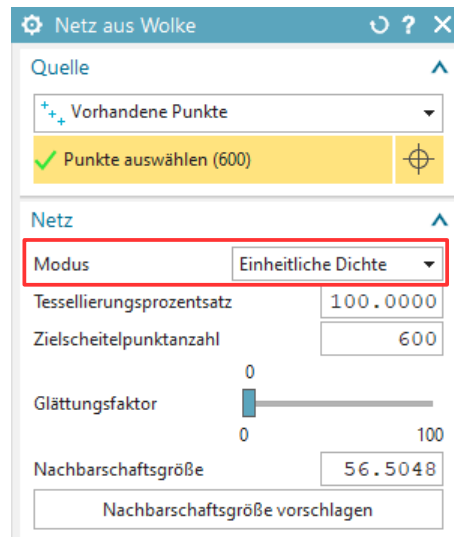 Netz aus Wolke
Quelle
Vorhandene Punkte
Punkte auswählen (600)
Netz
Modus Einheitliche Dichte
Tessellierungsprozentsatz 100.0000
Zielscheitelpunktanzahl 600
0
Glättungsfaktor
0 100
Nachbarschaftsgröße 56.5048
Nachbarschaftsgröße vorschlagen